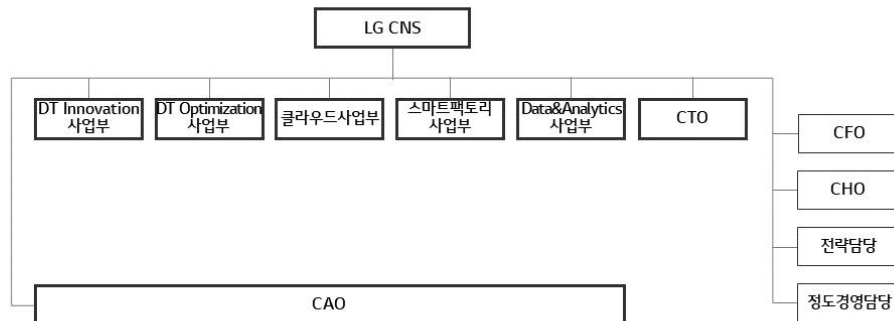 LG CNS
DT Innovation
사업부
DT Optimization
사업부
클라우드사업부
스마트팩토리
사업부
Data&Analytics
사업부
CTO
CFO
CHO
전략담당
정도경영담당
CAO